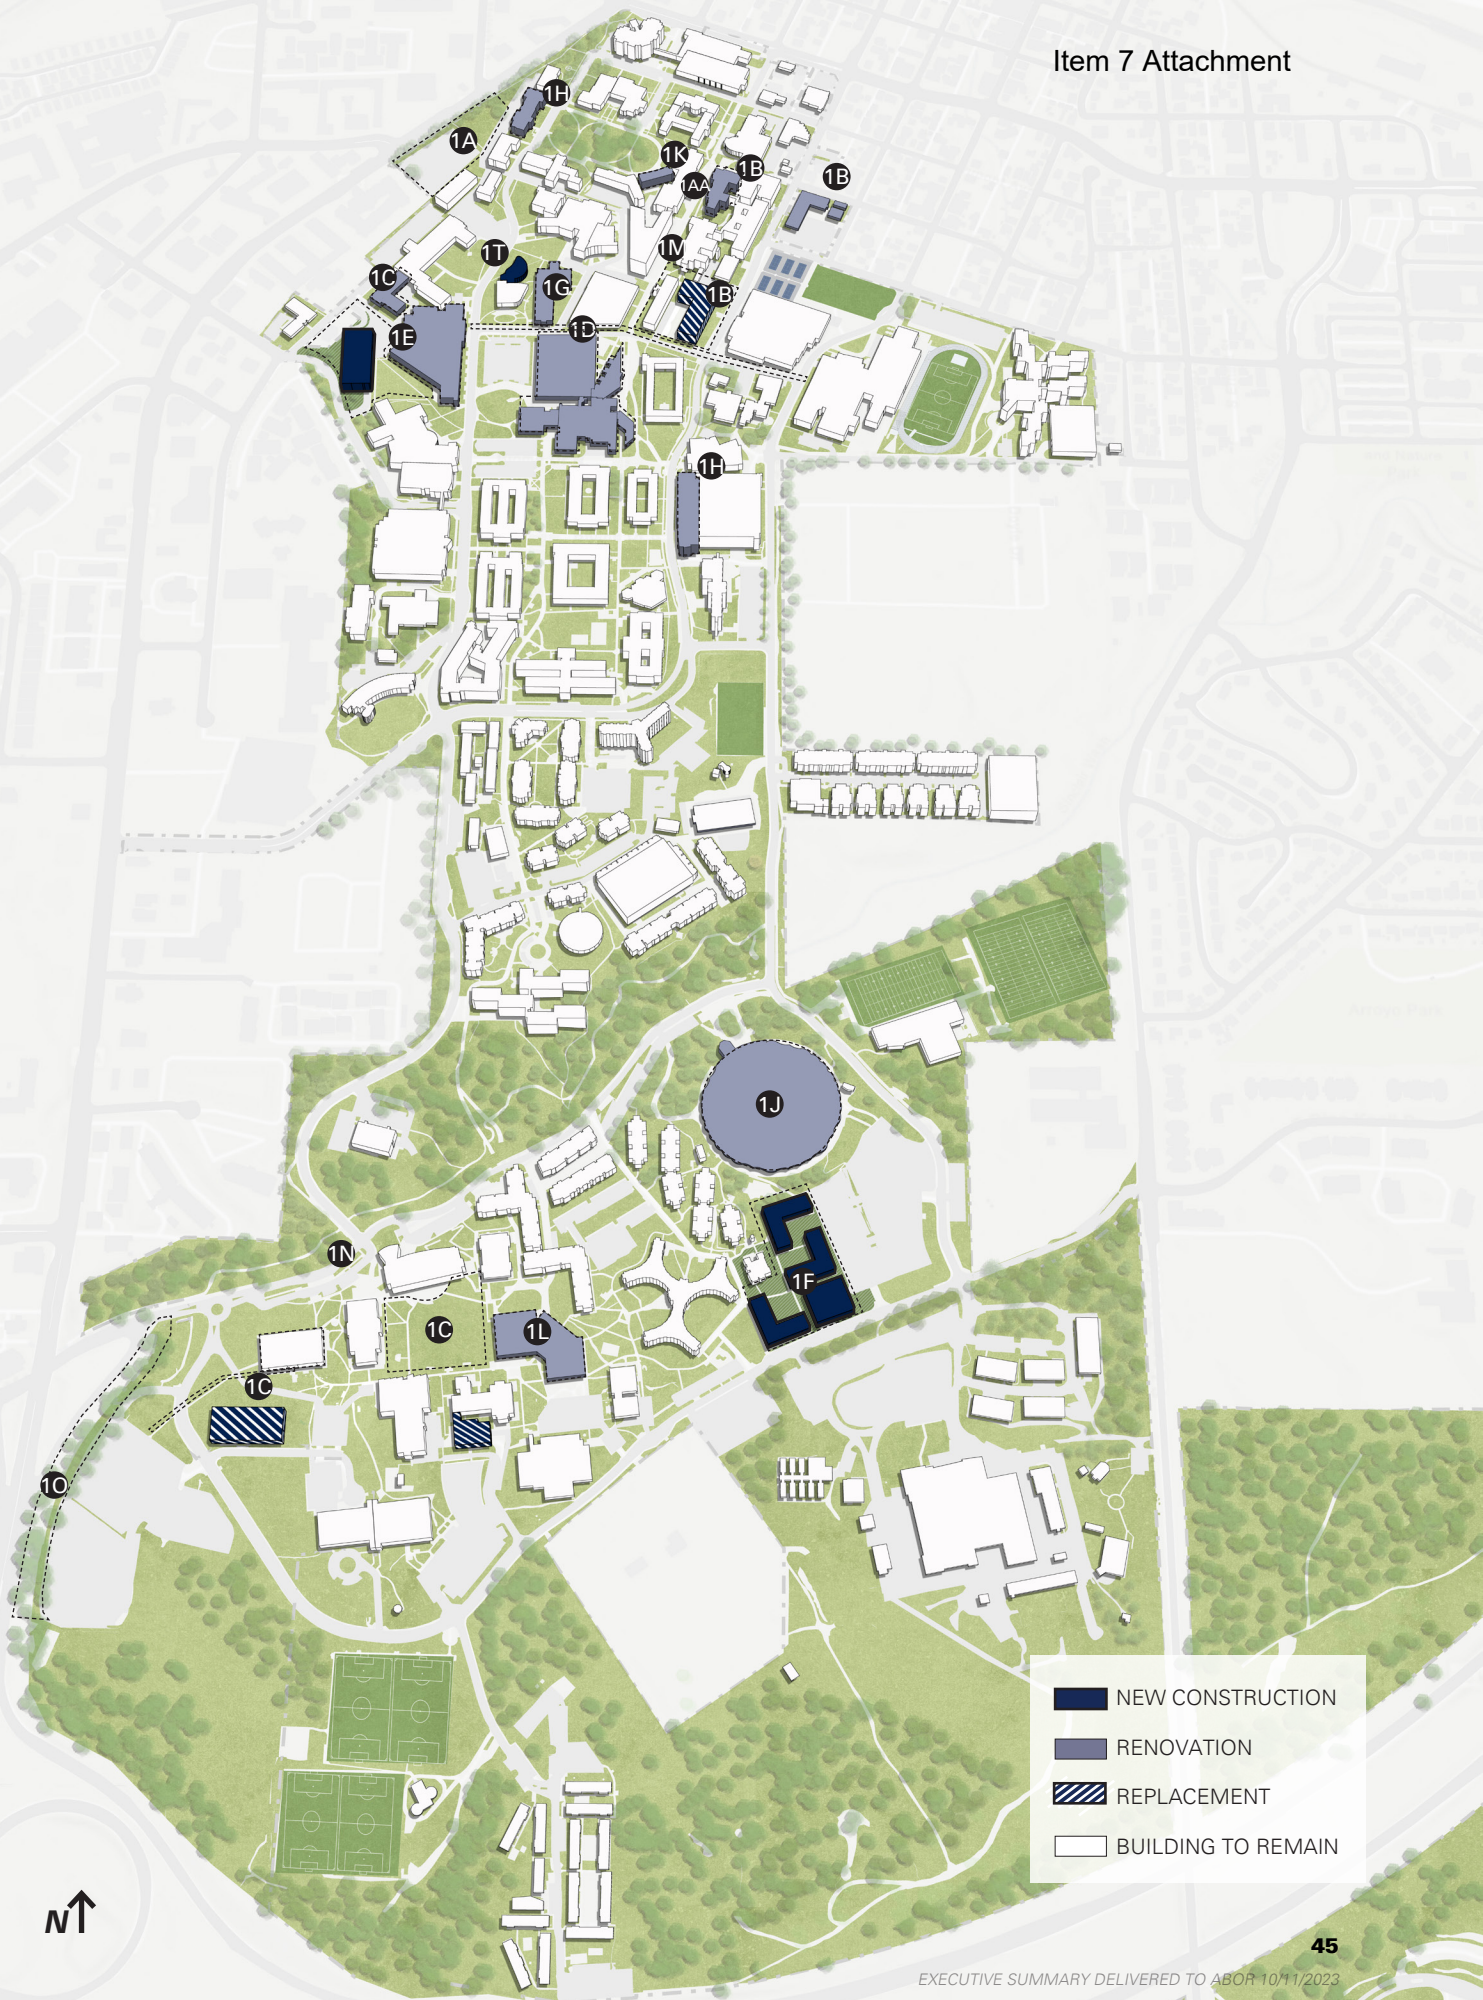 Item 7 Attachment
1H
1A
1K
1B
1AA
1B
1M
1T
1C
1G
1B
1D
1E
1H
1J
1N
1F
1C
1L
1C
1O
NEW CONSTRUCTION
RENOVATION
REPLACEMENT
BUILDING TO REMAIN
N
45
EXECUTIVE SUMMARY DELIVERED TO ABOR 10/11/2023